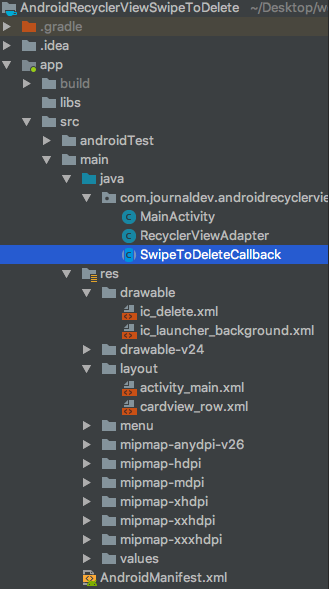 AndroidRecyclerViewSwipeToDelete ~/Desktop/w
.gradle
.idea
app
build
libs
src
androidTest
main
java
com.journaldev.androidrecyclervie
MainActivity
RecyclerViewAdapter
SwipeToDeleteCallback
res
drawable
ic_delete.xml
ic_launcher_background.xml
drawable-v24
layout
activity_main.xml
cardview_row.xml
menu
mipmap-anydpi-v26
mipmap-hdpi
mipmap-mdpi
mipmap-xhdpi
mipmap-xxhdpi
mipmap-xxxhdpi
values
AndroidManifest.xml